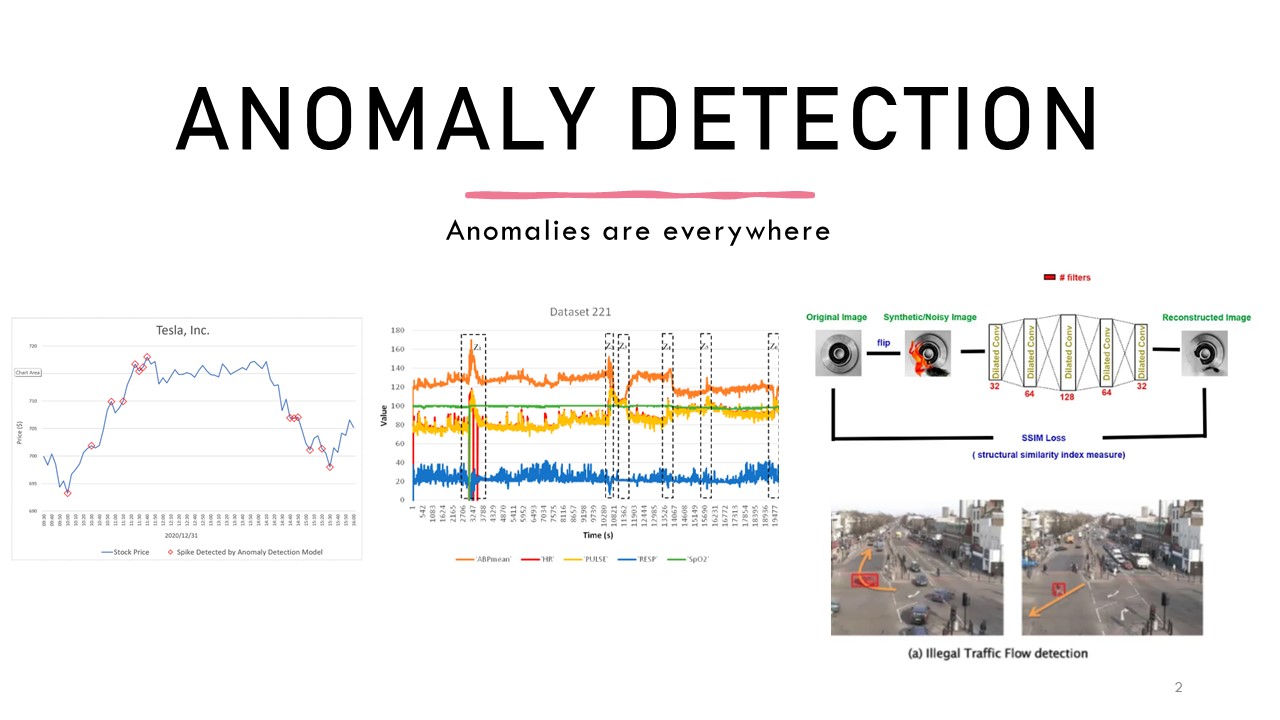 ANOMALY DETECTION
Anomalies are everywhere
Tesla, Inc.
720
Chart Area
710
705
700
695
690
Price ($)
2020/12/31
Stock Price
Spike Detected by Anomaly Detection Model
Dataset 221
180
160
140
120
100
80
60
40
20
0
Value
1 542 1083 1624 2165 2706 3247 3788 4329 4870 5411 5952 6493 7034 7575 8116 8657 9198 9739 10280 10821 11362 11903 12444 12985 13526 14067 14608 15149 15690 16231 16772 17313 17854 18395 18936 19477
Time (s)
'ABPmean' 'HR' 'PULSE' 'RESP' 'SpO2'
# filters
Original Image Synthetic/Noisy Image Reconstructed Image
flip
Dilated Conv Dilated Conv Dilated Conv Dilated Conv Dilated Conv
32 64 128 64 32
SSIM Loss
( structural similarity index measure)
(a) Illegal Traffic Flow detection
2